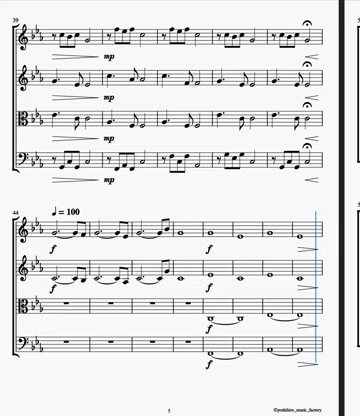 39
mp
mp
mp
mp
44
♩ = 100
f
f
f
f
f
f
3
©yoshihiro_music_factory